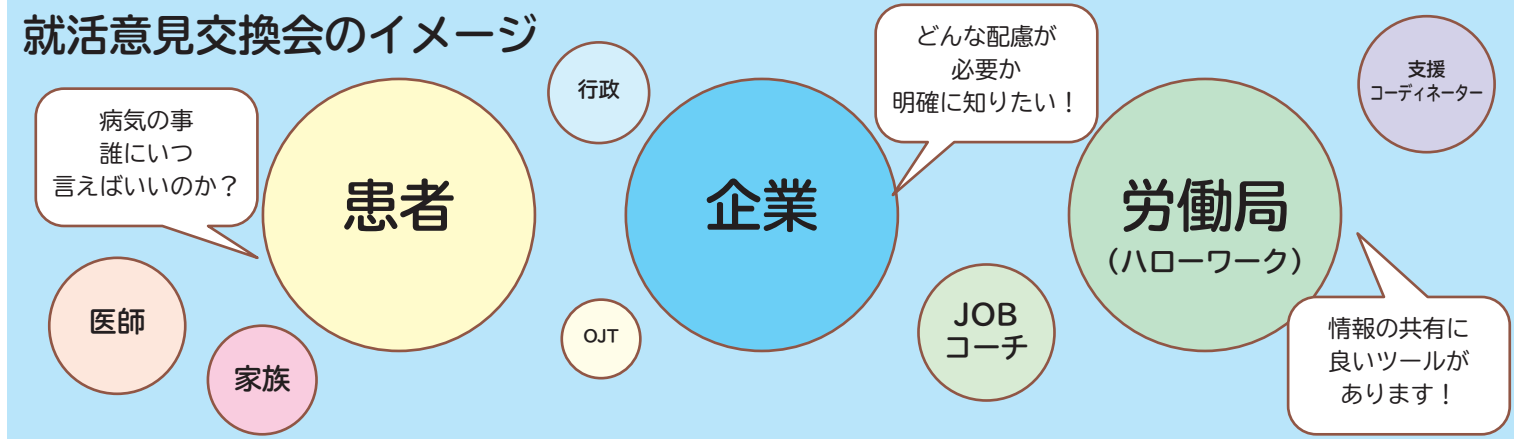 就活意見交換会のイメージ
病気の事
誰にいつ
言えばいいのか？
患者
医師
家族
行政
企業
どんな配慮が
必要か
明確に知りたい！
OJT
JOB
コーチ
労働局
（ハローワーク）
支援
コーディネーター
情報の共有に
良いツールが
あります！